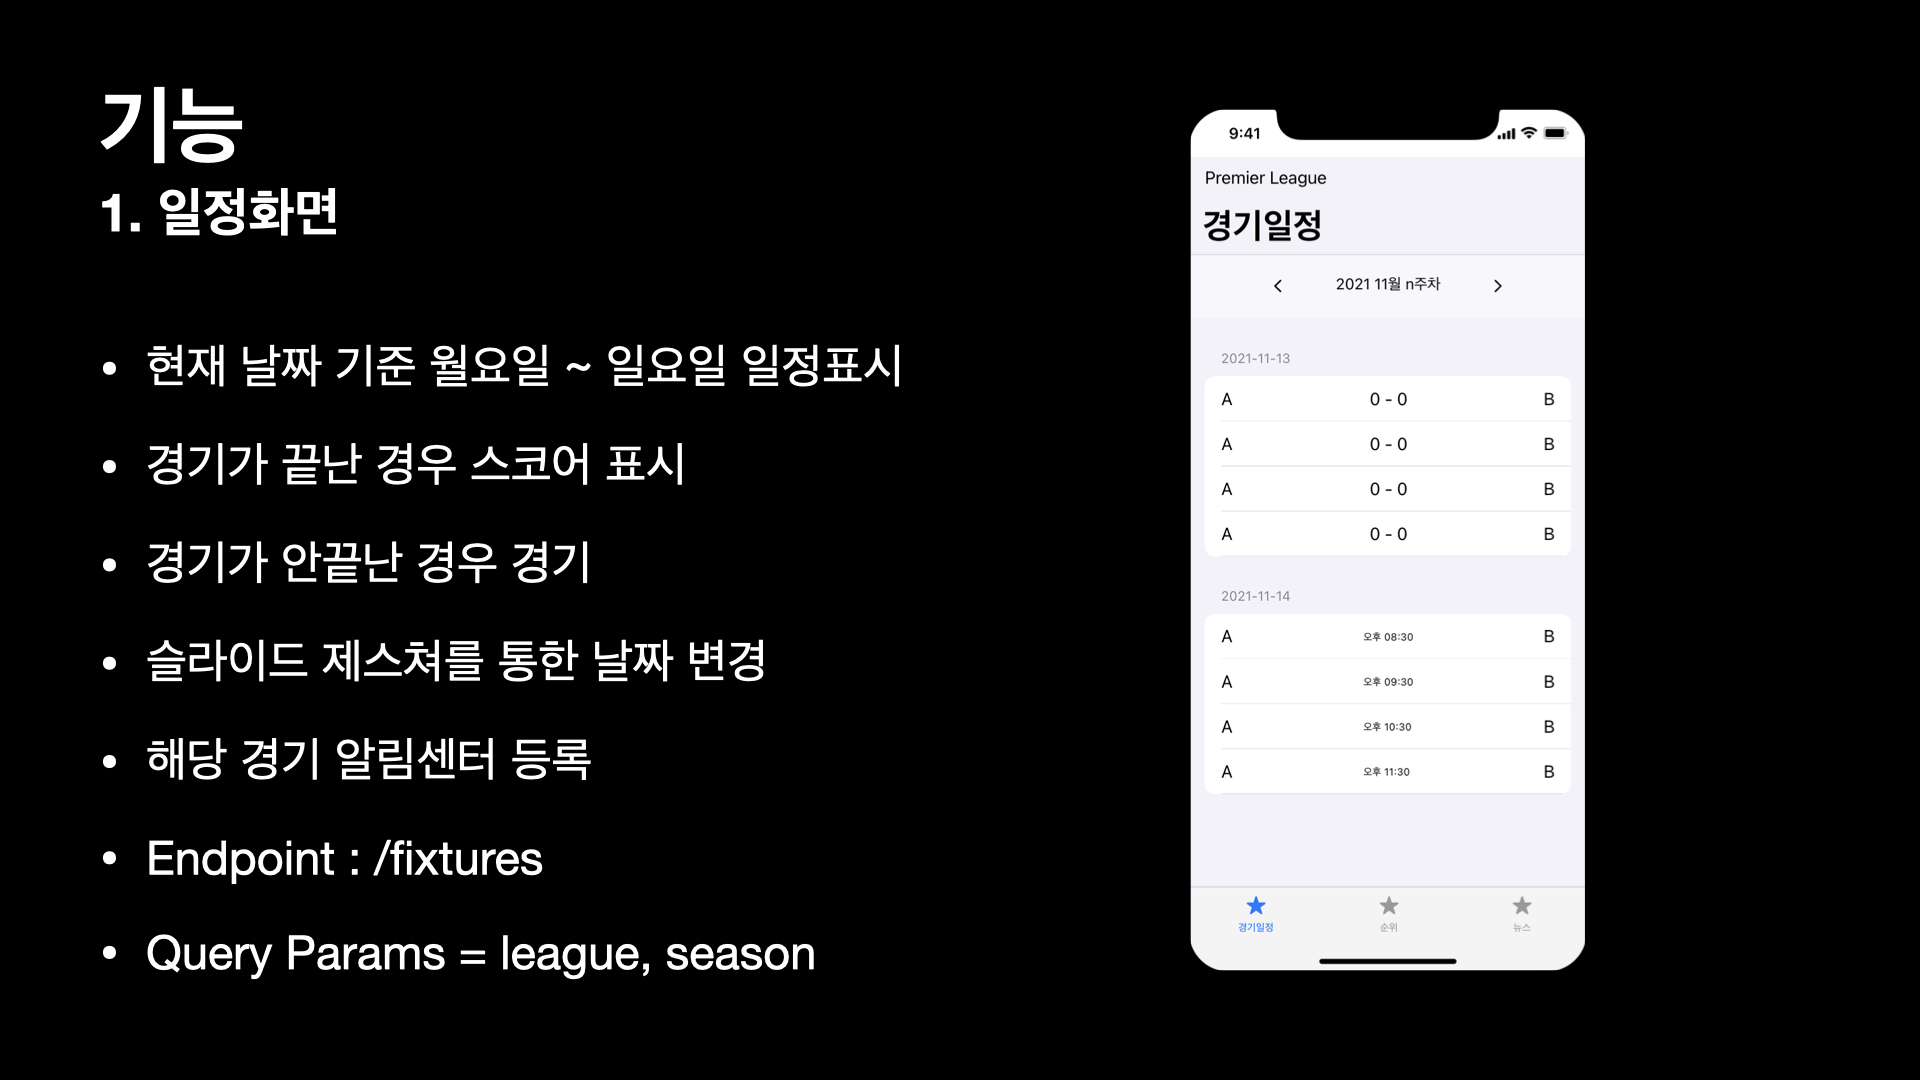 기능
1. 일정화면
• 현재 날짜 기준 월요일 ~ 일요일 일정표시
• 경기가 끝난 경우 스코어 표시
• 경기가 안끝난 경우 경기
• 슬라이드 제스쳐를 통한 날짜 변경
• 해당 경기 알림센터 등록
• Endpoint : /fixtures
• Query Params = league, season
9:41
Premier League
경기일정
2021 11월 n주차
2021-11-13
A 0 - 0 B
A 0 - 0 B
A 0 - 0 B
A 0 - 0 B
2021-11-14
A 오후 08:30 B
A 오후 09:30 B
A 오후 10:30 B
A 오후 11:30 B
경기일정 순위 뉴스